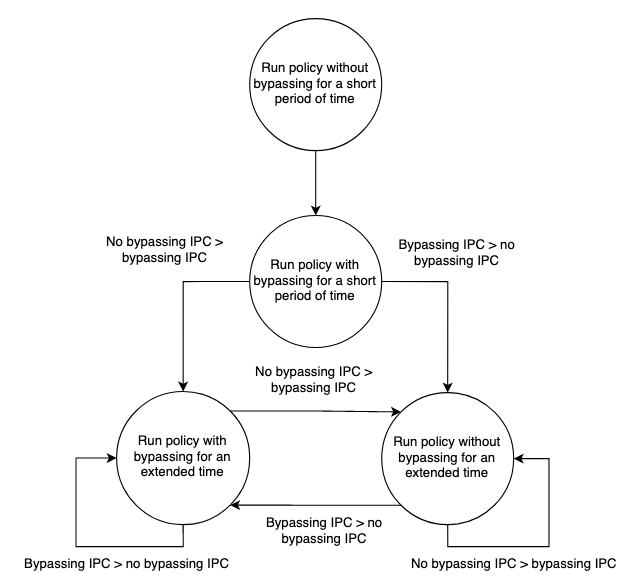 Run policy without
bypassing for a short
period of time
No bypassing IPC >
bypassing IPC
Bypassing IPC > no
bypassing IPC
Run policy with
bypassing for a short
period of time
No bypassing IPC >
bypassing IPC
Run policy with
bypassing for an
extended time
Run policy without
bypassing for an
extended time
Bypassing IPC > no
bypassing IPC
Bypassing IPC > no bypassing IPC
No bypassing IPC > bypassing IPC